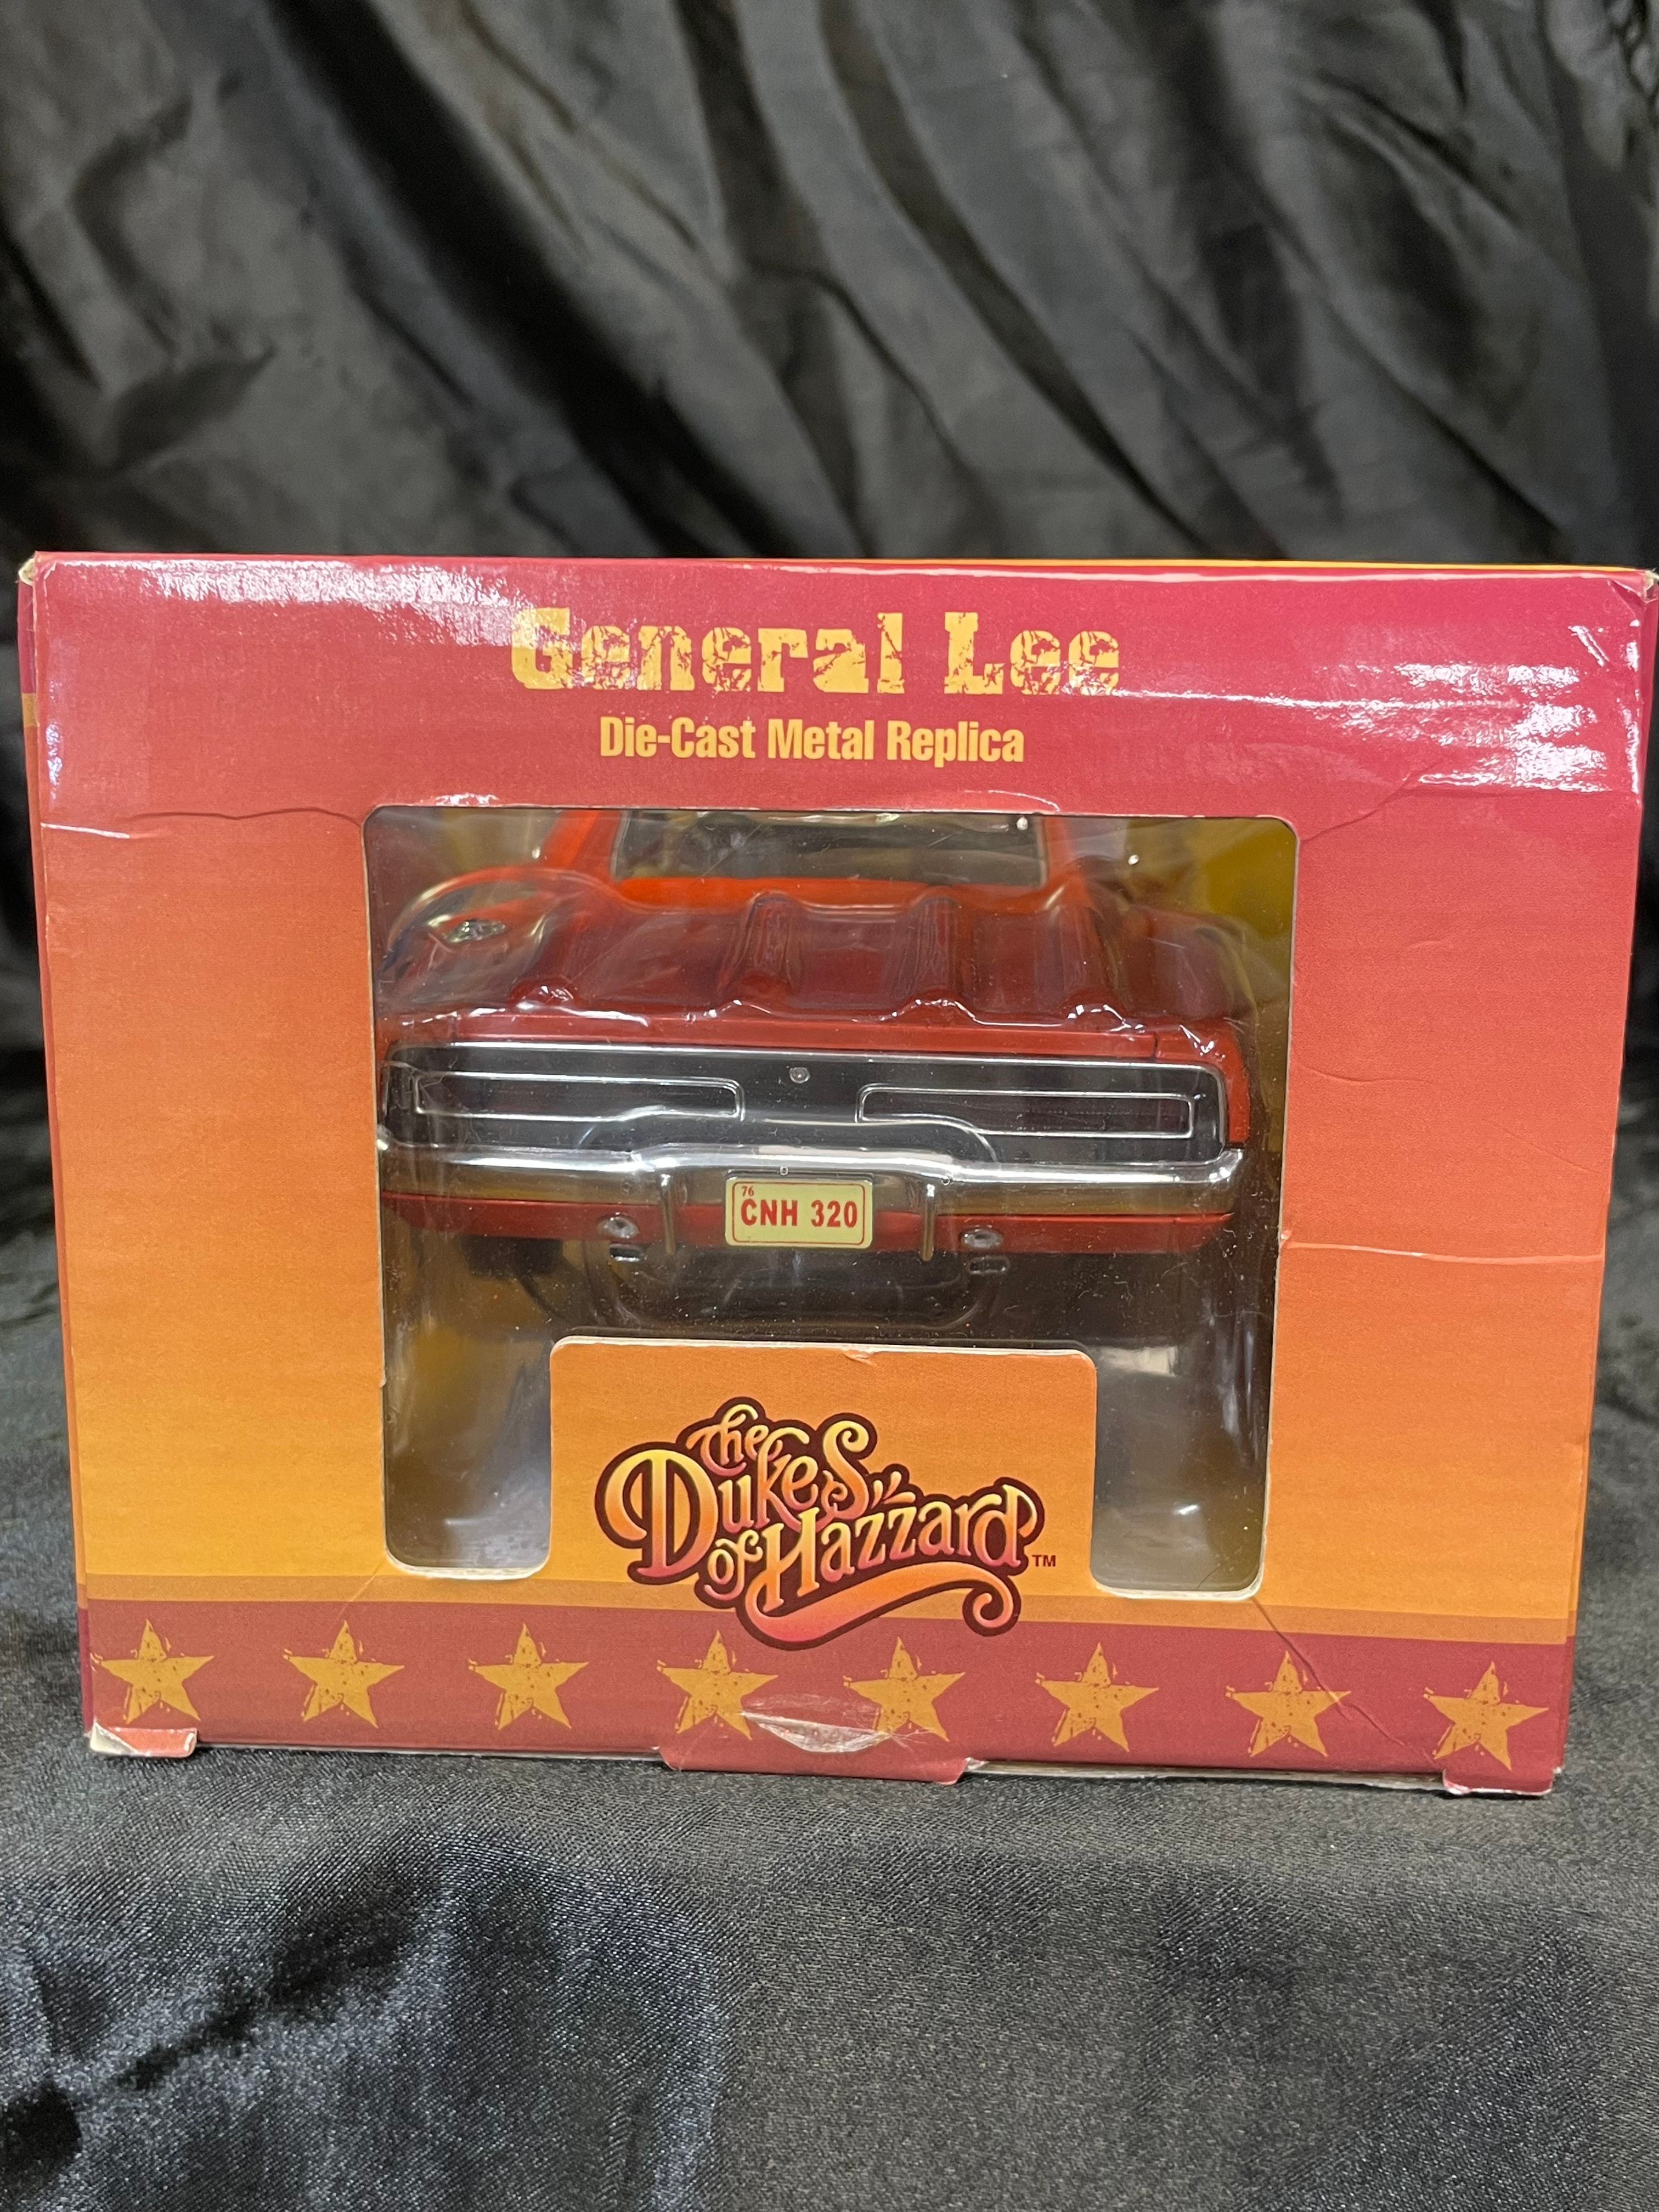 General Lee
Die-Cast Metal Replica
76
CNH 320
the
Dukes
of Hazzard TM